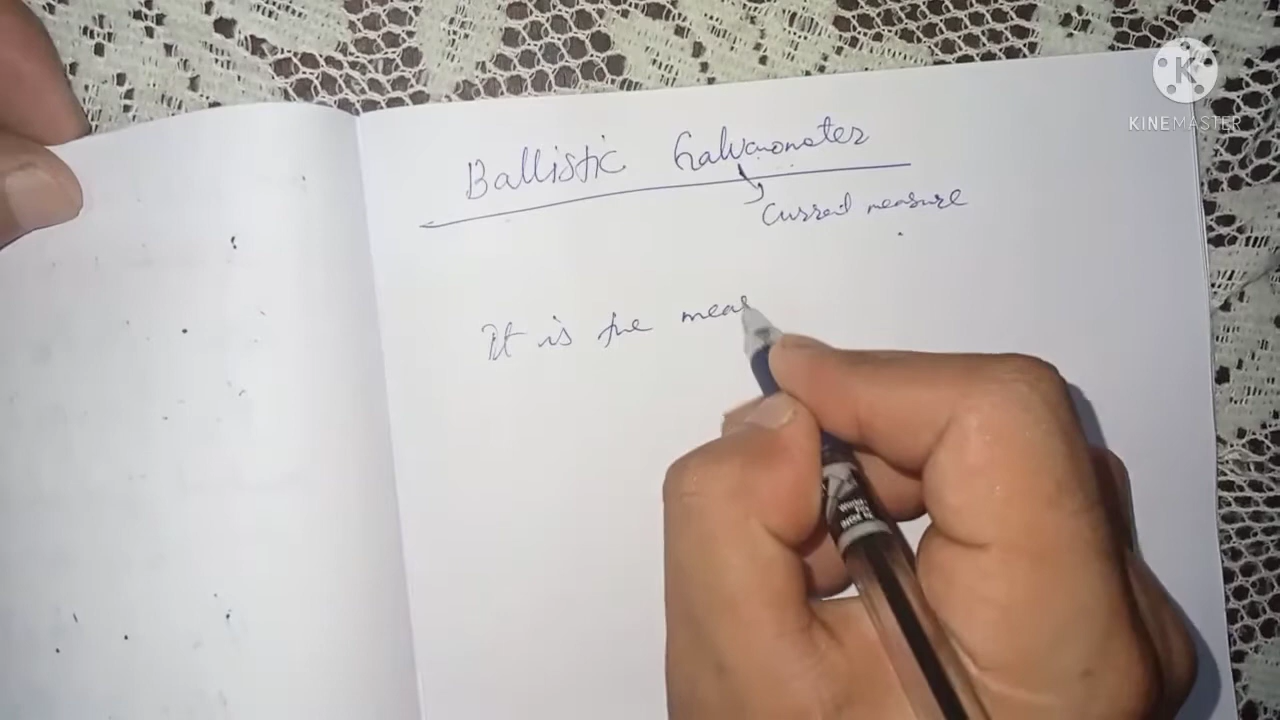 KINEMASTER
Ballistic Galvanometer
Current measure
It is the meas